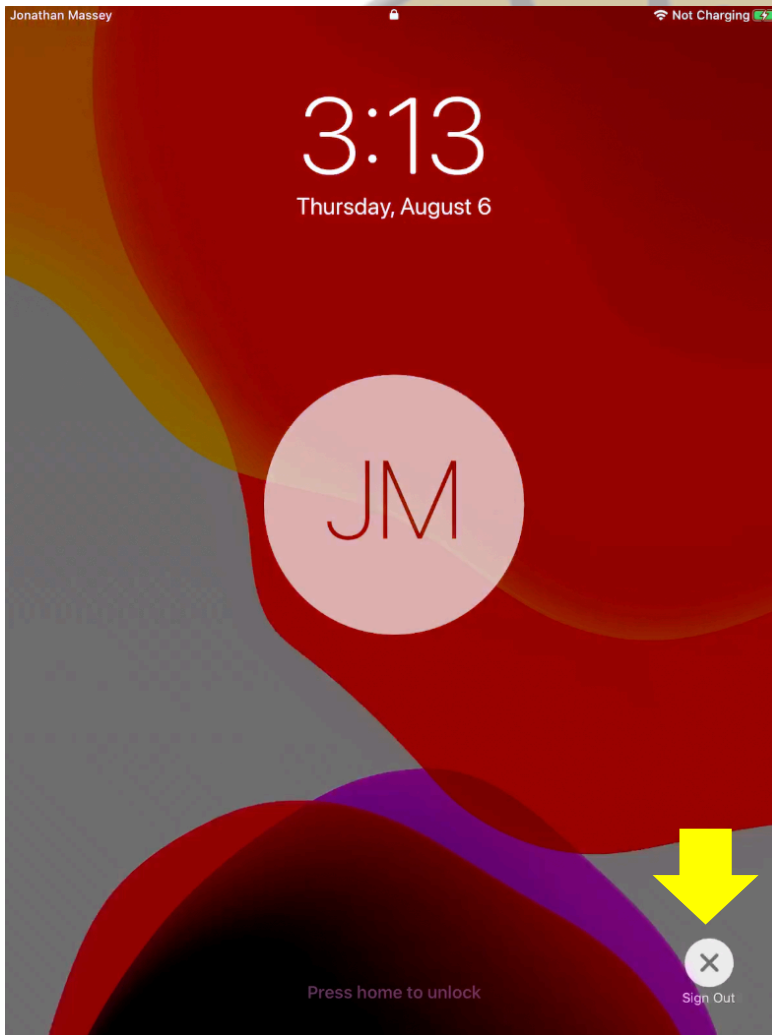 Jonathan Massey
Not Charging
3:13
Thursday, August 6
JM
Press home to unlock
Sign Out